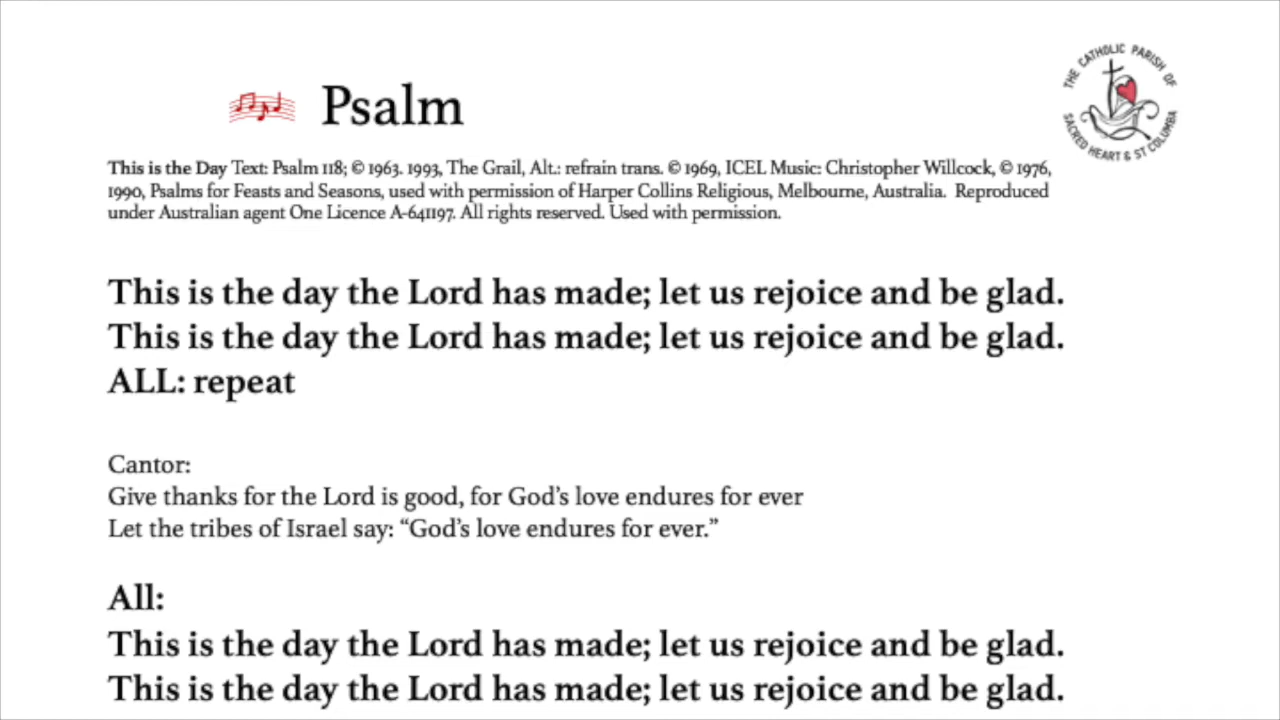 THE CATHOLIC PARISH OF
SACRED HEART & ST COLUMBA
Psalm
This is the Day Text: Psalm 118; © 1963. 1993, The Grail, Alt.: refrain trans. © 1969, ICEL Music: Christopher Willcock, © 1976,
1990, Psalms for Feasts and Seasons, used with permission of Harper Collins Religious, Melbourne, Australia. Reproduced
under Australian agent One Licence A-641197. All rights reserved. Used with permission.
This is the day the Lord has made; let us rejoice and be glad.
This is the day the Lord has made; let us rejoice and be glad.
ALL: repeat
Cantor:
Give thanks for the Lord is good, for God’s love endures for ever
Let the tribes of Israel say: “God’s love endures for ever.”
All:
This is the day the Lord has made; let us rejoice and be glad.
This is the day the Lord has made; let us rejoice and be glad.